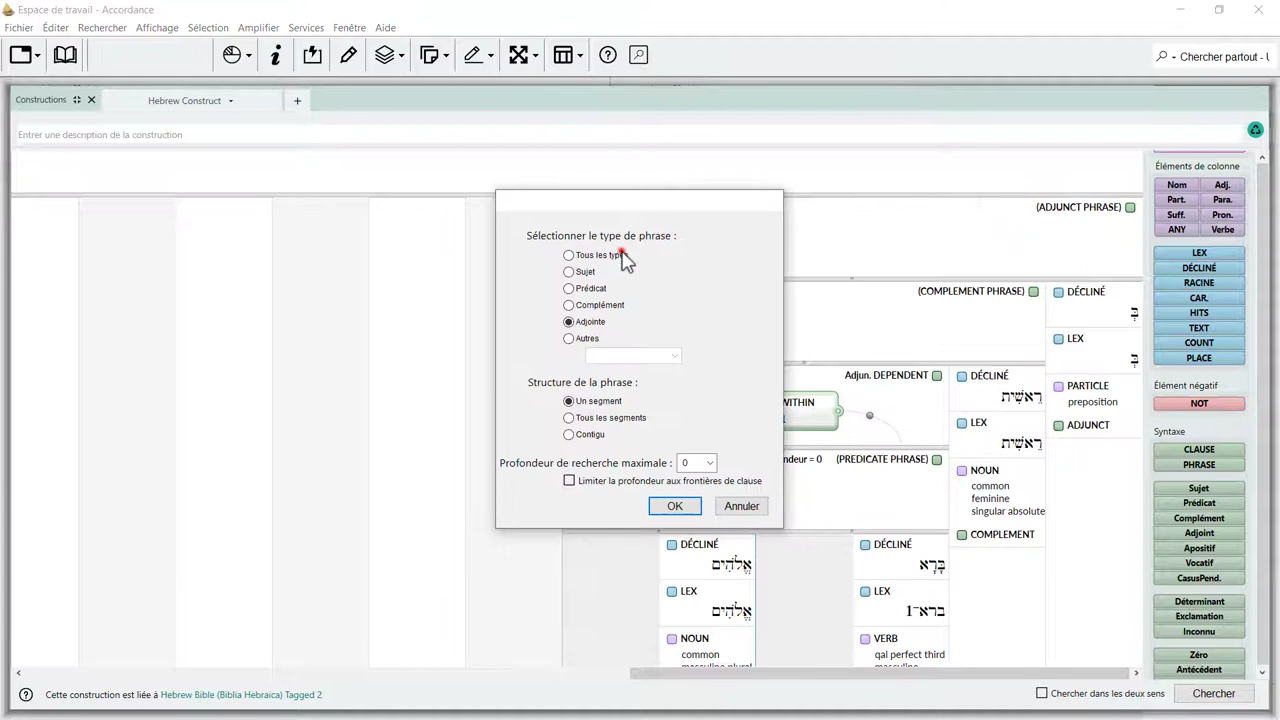 Espace de travail - Accordance
Fichier Éditer Rechercher Affichage Sélection Amplifier Services Fenêtre Aide
Chercher partout - U
Constructions
Hebrew Construct
Entrer une description de la construction
Éléments de colonne
Nom Adj.
Part. Para.
Suff. Pron.
ANY Verbe
LEX
DÉCLINÉ
RACINE
CAR.
HITS
TEXT
COUNT
PLACE
Élément négatif
NOT
Syntaxe
CLAUSE
PHRASE
Sujet
Prédicat
Complément
Adjoint
Apositif
Vocatif
CasusPend.
Déterminant
Exclamation
Inconnu
Zéro
Antécédent
(ADJUNCT PHRASE)
(COMPLEMENT PHRASE)
DÉCLINÉ
בְּ
LEX
בְּ
PARTICLE
preposition
ADJUNCT
Adjun. DEPENDENT
WITHIN
DÉCLINÉ
רֵאשִׁית
LEX
רֵאשִׁית
NOUN
common
feminine
singular absolute
COMPLEMENT
ndeur = 0 (PREDICATE PHRASE)
DÉCLINÉ
אֱלֹהִים
LEX
אֱלֹהִים
NOUN
common
DÉCLINÉ
בָּרָא
LEX
ברא־1
VERB
qal perfect third
Sélectionner le type de phrase :
Sujet
Prédicat
Complément
Adjointe
Autres
Structure de la phrase :
Un segment
Tous les segments
Contigu
Profondeur de recherche maximale : 0
Limiter la profondeur aux frontières de clause
OK Annuler
Cette construction est liée à Hebrew Bible (Biblia Hebraica) Tagged 2
Chercher dans les deux sens
Chercher